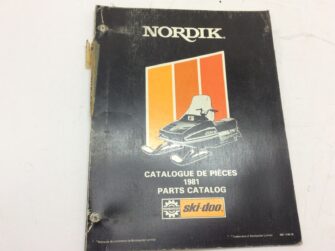 NORDIK.
CATALOGUE DE PIÈCES
1981
PARTS CATALOG
ski-doo